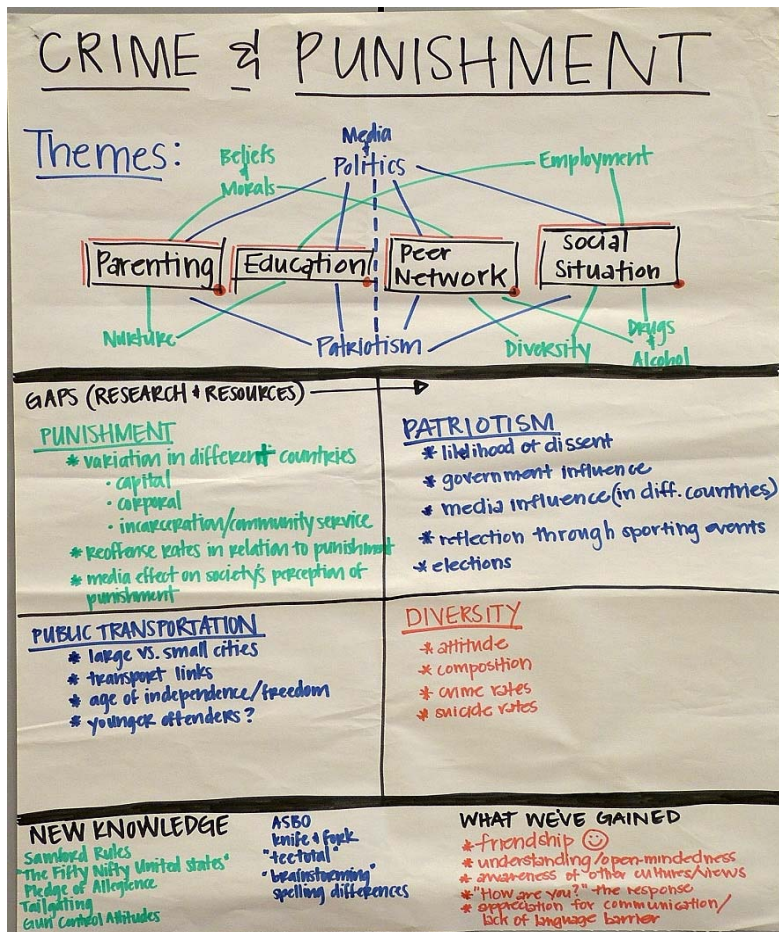 CRIME & PUNISHMENT
Themes:
Beliefs
&
Morals
Media
&
Politics
Employment
Parenting
Education
Peer
Network
Social
Situation
Nurture
Patriotism
Diversity
Drugs
&
Alcohol
GAPS (RESEARCH & RESOURCES)
PUNISHMENT
* variation in different countries
· capital
· corporal
· incarceration/community service
* Reoffense rates in relation to punishment
* media effect on society's perception of
punishment
PATRIOTISM
* likelihood of dissent
* government influence
* media influence (in diff. countries)
* reflection through sporting events
* elections
PUBLIC TRANSPORTATION
* large vs. small cities
* transport links
* age of independence/freedom
* younger offenders?
DIVERSITY
* attitude
* composition
* crime rates
* suicide rates
NEW KNOWLEDGE
Samford Rules
"The Fifty Nifty United States"
Pledge of Allegience
Tailgating
Gun Control Attitudes
ASBO
knife & fork
"teetotal"
"brainstorming"
spelling differences
WHAT WE'VE GAINED
* friendship ☺
* understanding/open-mindedness
* awareness of other cultures/views
* "How are you?" the response
* appreciation for communication/
lack of language barrier